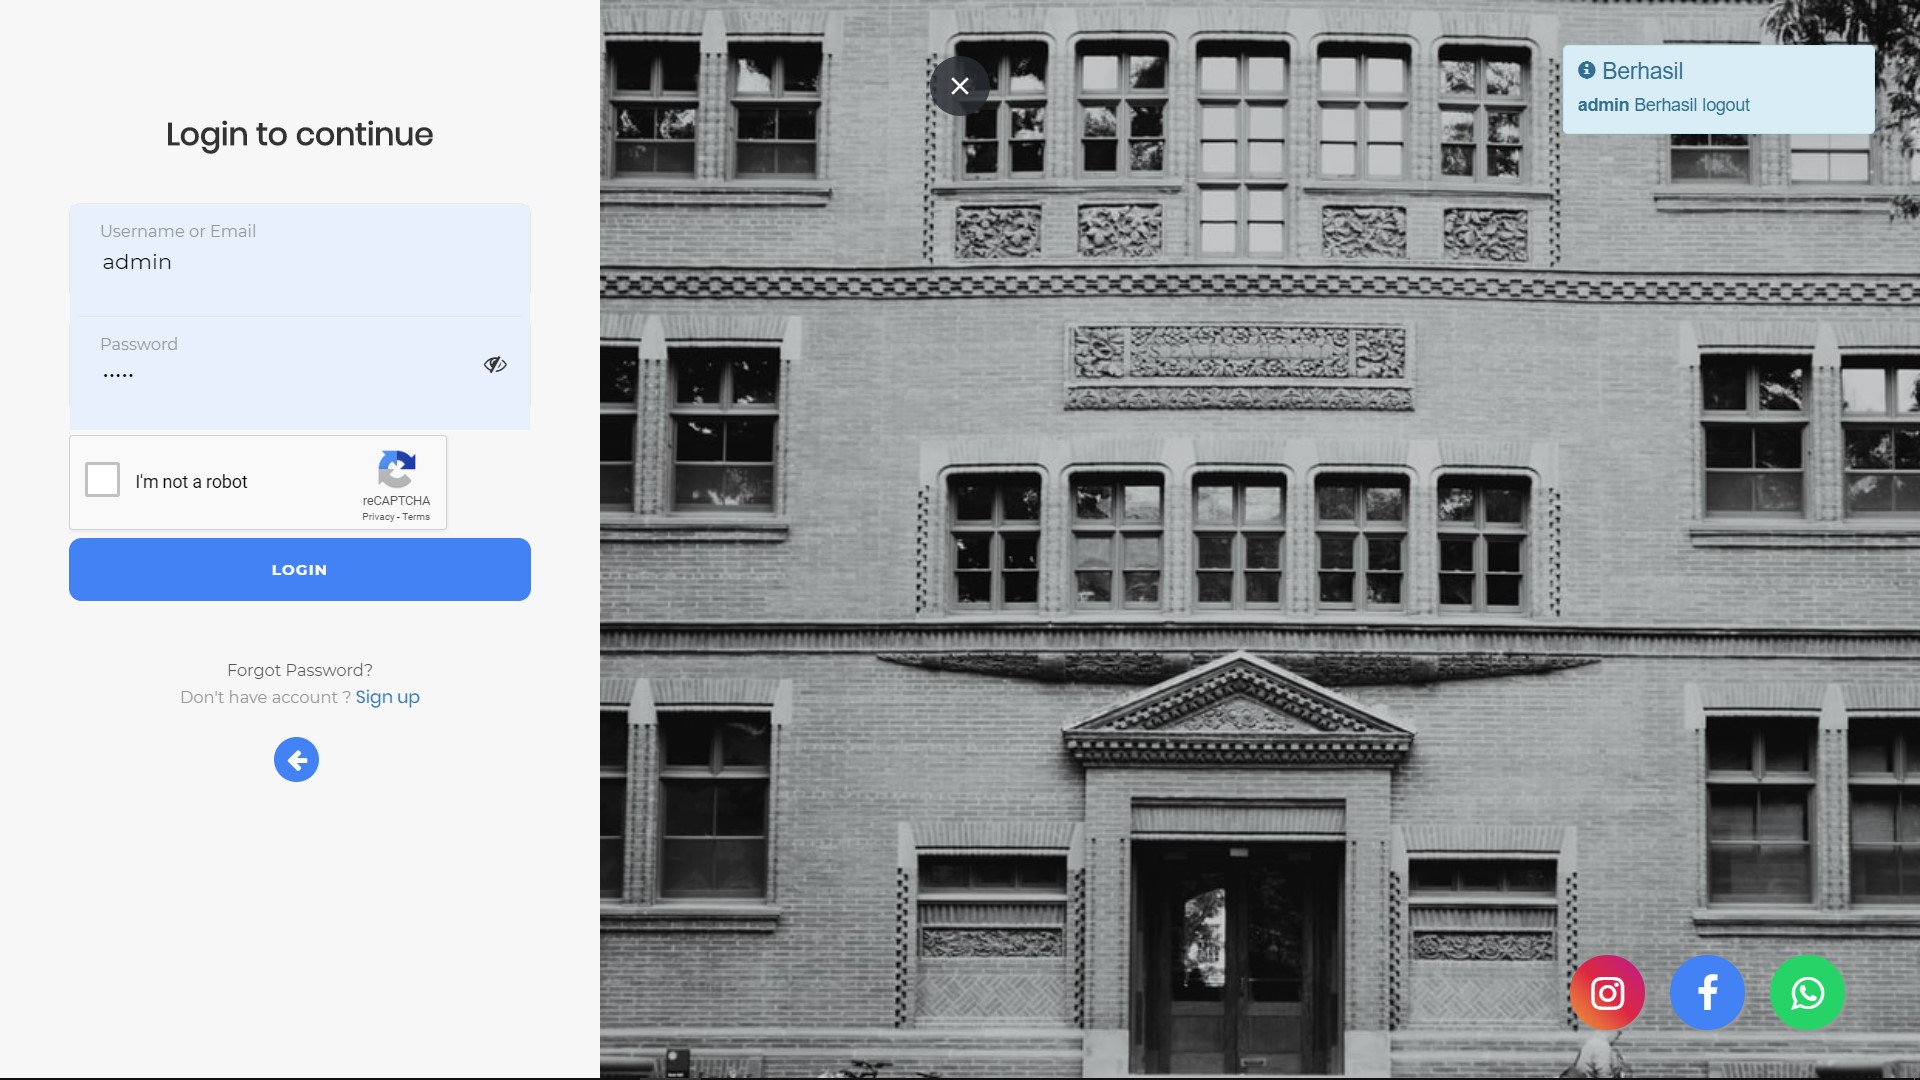 Login to continue
Username or Email
admin
Password
•••••
I'm not a robot
reCAPTCHA
Privacy - Terms
LOGIN
Forgot Password?
Don't have account ? Sign up
Berhasil
admin Berhasil logout